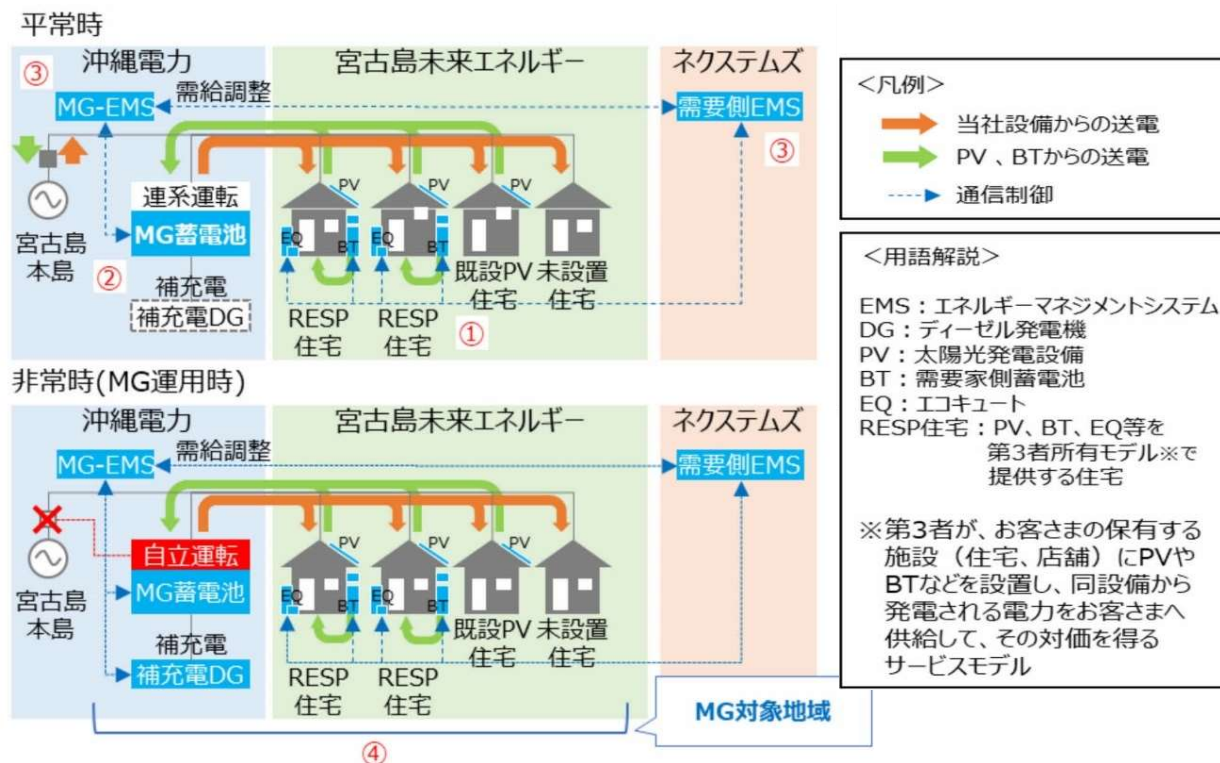 平常時
沖縄電力
宮古島未来エネルギー
ネクステムズ
③
MG-EMS
需給調整
需要側EMS
③
連系運転
MG蓄電池
宮古島
本島
②
補充電
補充電DG
PV
PV
PV
EQ
BT
EQ
BT
RESP
住宅
RESP
住宅
既設PV
住宅
未設置
住宅
①
非常時(MG運用時)
沖縄電力
宮古島未来エネルギー
ネクステムズ
MG-EMS
需給調整
需要側EMS
自立運転
MG蓄電池
宮古島
本島
補充電
補充電DG
PV
PV
PV
EQ
BT
EQ
BT
RESP
住宅
RESP
住宅
既設PV
住宅
未設置
住宅
MG対象地域
④
<凡例>
当社設備からの送電
PV 、BTからの送電
通信制御
<用語解説>
EMS：エネルギーマネジメントシステム
DG：ディーゼル発電機
PV：太陽光発電設備
BT：需要家側蓄電池
EQ：エコキュート
RESP住宅：PV、BT、EQ等を
第3者所有モデル※で
提供する住宅
※第3者が、お客さまの保有する
施設（住宅、店舗）にPVや
BTなどを設置し、同設備から
発電される電力をお客さまへ
供給して、その対価を得る
サービスモデル